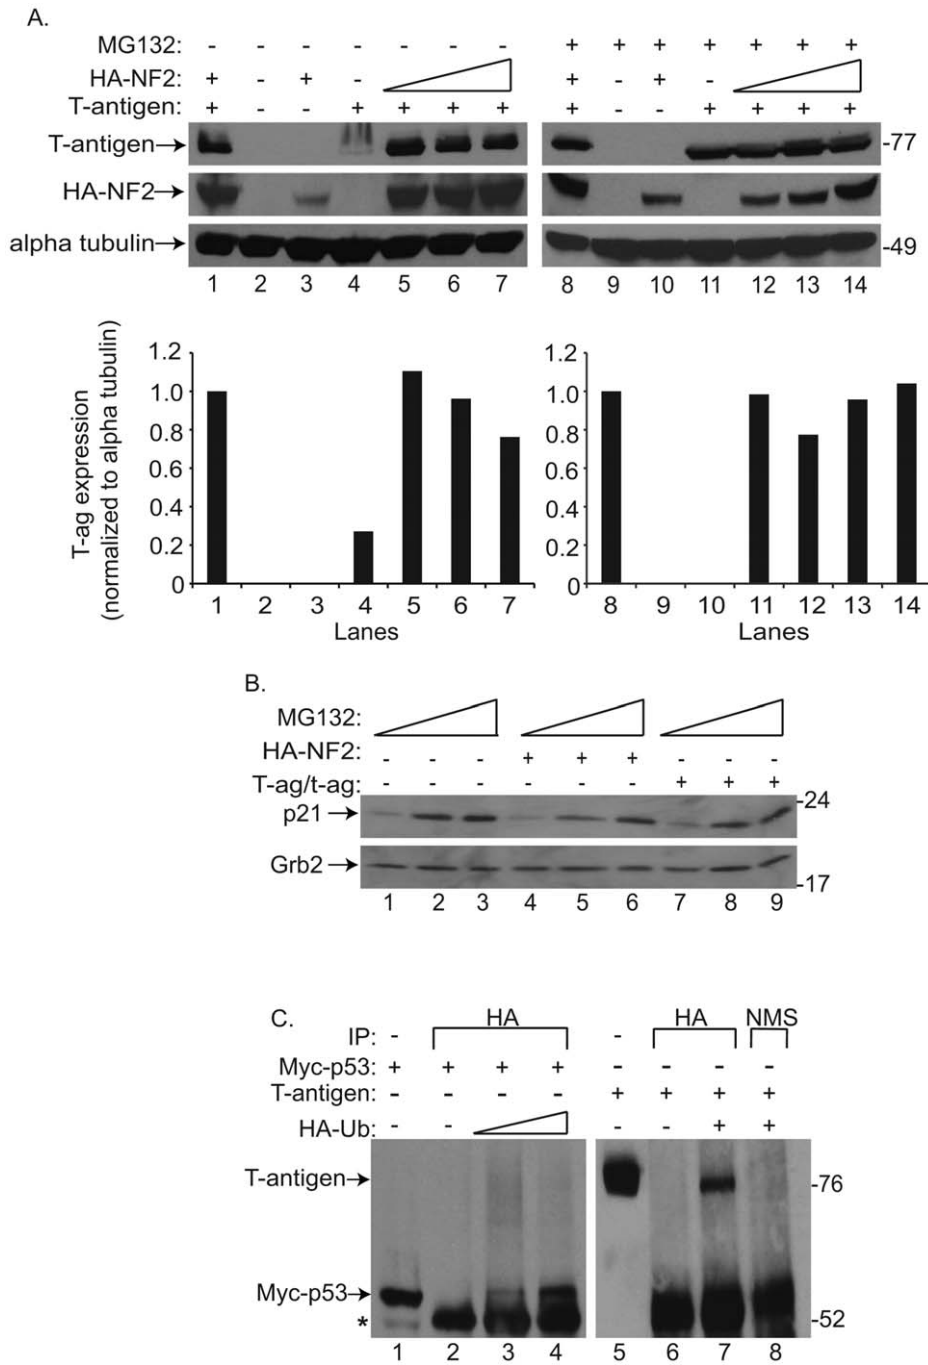 A.
MG132: - - - - - - - + + + + + + +
HA-NF2: + - + - + - + -
T-antigen: + - - + + + + + - - + + + +
T-antigen→ -77
HA-NF2→
alpha tubulin→ -49
1 2 3 4 5 6 7 8 9 10 11 12 13 14
T-ag expression
(normalized to alpha tubulin)
1.2 1.2
1.0 1.0
0.8 0.8
0.6 0.6
0.4 0.4
0.2 0.2
0 0
1 2 3 4 5 6 7 8 9 10 11 12 13 14
Lanes Lanes
B.
MG132:
HA-NF2: - - - + + + - - -
T-ag/t-ag: - - - - - - + + +
-24
p21→
Grb2→
-17
1 2 3 4 5 6 7 8 9
C.
HA HA NMS
IP: - -
Myc-p53: + + + + - - - -
T-antigen: - - - - + + + +
HA-Ub: - - - - + +
T-antigen→ -76
Myc-p53→
* -52
1 2 3 4 5 6 7 8